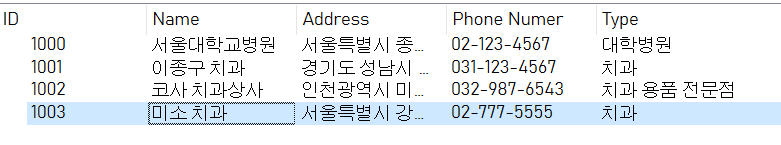 ID Name Address Phone Numer Type
1000 서울대학교병원 서울특별시 종... 02-123-4567 대학병원
1001 이종구 치과 경기도 성남시 ... 031-123-4567 치과
1002 코사 치과상사 인천광역시 미... 032-987-6543 치과 용품 전문점
1003 미소 치과 서울특별시 강... 02-777-5555 치과